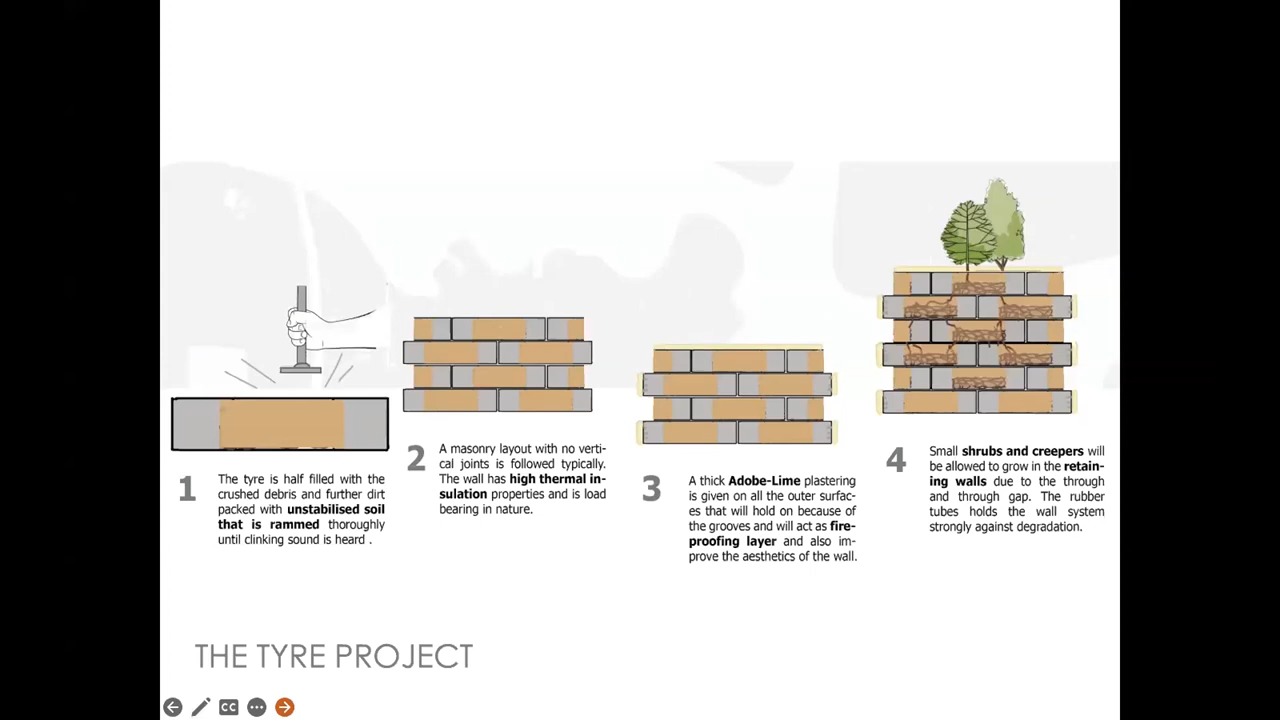 1
The tyre is half filled with the
crushed debris and further dirt
packed with unstabilised soil
that is rammed thoroughly
until clinking sound is heard .
2
A masonry layout with no verti-
cal joints is followed typically.
The wall has high thermal in-
sulation properties and is load
bearing in nature.
3
A thick Adobe-Lime plastering
is given on all the outer surfac-
es that will hold on because of
the grooves and will act as fire-
proofing layer and also im-
prove the aesthetics of the wall.
4
Small shrubs and creepers will
be allowed to grow in the retain-
ing walls due to the through
and through gap. The rubber
tubes holds the wall system
strongly against degradation.
THE TYRE PROJECT
CC